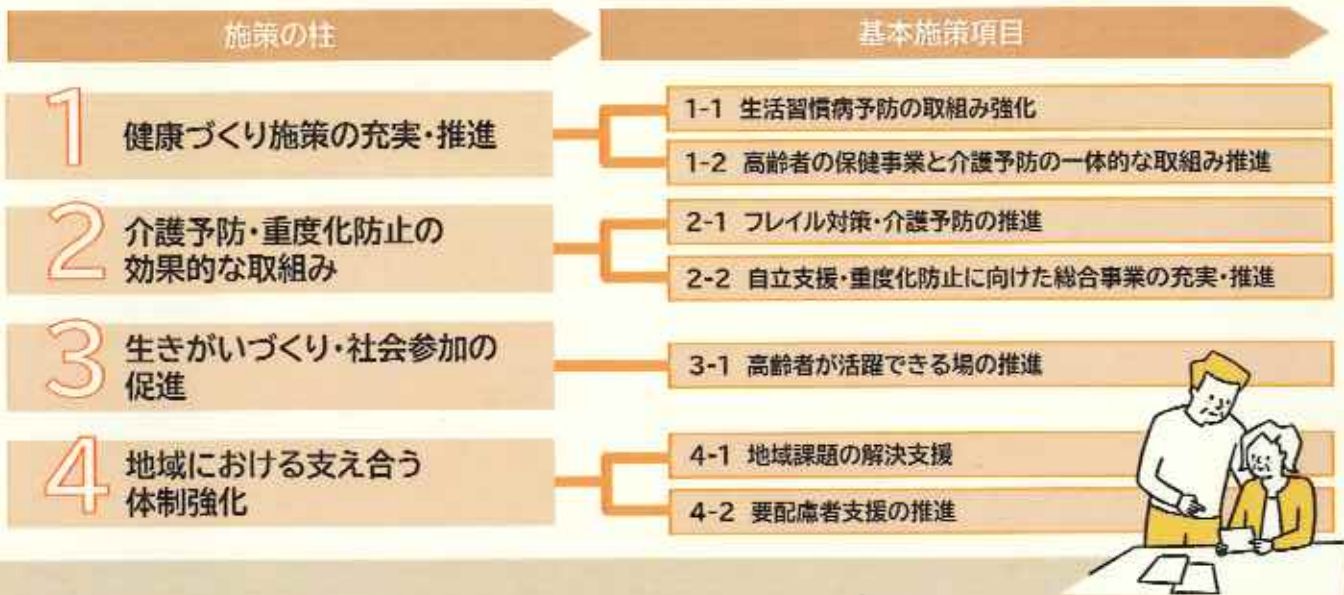 施策の柱
基本施策項目
1 健康づくり施策の充実・推進
1-1 生活習慣病予防の取組み強化
1-2 高齢者の保健事業と介護予防の一体的な取組み推進
2 介護予防・重度化防止の
効果的な取組み
2-1 フレイル対策・介護予防の推進
2-2 自立支援・重度化防止に向けた総合事業の充実・推進
3 生きがいづくり・社会参加の
促進
3-1 高齢者が活躍できる場の推進
4 地域における支え合う
体制強化
4-1 地域課題の解決支援
4-2 要配慮者支援の推進